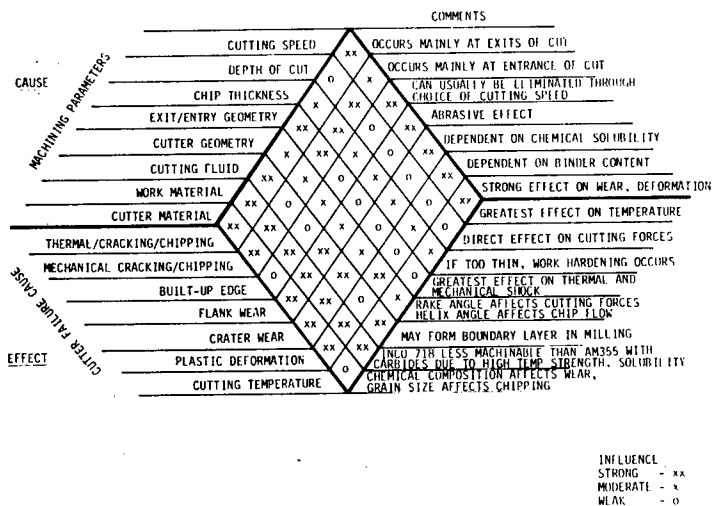 COMMENTS
CUTTING SPEED
OCCURS MAINLY AT EXITS OF CUT
DEPTH OF CUT
OCCURS MAINLY AT ENTRANCE OF CUT
CAUSE
CHIP THICKNESS
CAN USUALLY BE ELIMINATED THROUGH
CHOICE OF CUTTING SPEED
MACHINING PARAMETERS
EXIT/ENTRY GEOMETRY
ABRASIVE EFFECT
CUTTER GEOMETRY
DEPENDENT ON CHEMICAL SOLUBILITY
CUTTING FLUID
DEPENDENT ON BINDER CONTENT
WORK MATERIAL
STRONG EFFECT ON WEAR, DEFORMATION
CUTTER MATERIAL
GREATEST EFFECT ON TEMPERATURE
THERMAL/CRACKING/CHIPPING
DIRECT EFFECT ON CUTTING FORCES
MECHANICAL CRACKING/CHIPPING
IF TOO THIN, WORK HARDENING OCCURS
CUTTER FAILURE CAUSE
BUILT-UP EDGE
GREATEST EFFECT ON THERMAL AND
MECHANICAL SHOCK
FLANK WEAR
RAKE ANGLE AFFECTS CUTTING FORCES
HELIX ANGLE AFFECTS CHIP FLOW
CRATER WEAR
MAY FORM BOUNDARY LAYER IN MILLING
EFFECT
PLASTIC DEFORMATION
INCO 718 LESS MACHINABLE THAN AM355 WITH
CARBIDES DUE TO HIGH TEMP STRENGTH, SOLUBILITY
CUTTING TEMPERATURE
CHEMICAL COMPOSITION AFFECTS WEAR,
GRAIN SIZE AFFECTS CHIPPING
INFLUENCE
STRONG - xx
MODERATE - x
WEAK - o